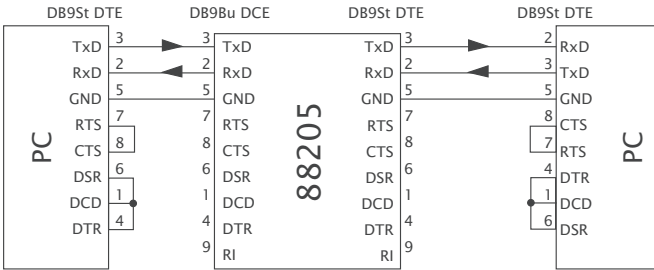 DB9St DTE DB9Bu DCE DB9St DTE DB9St DTE
TxD 3 3 TxD TxD 3 2 RxD
RxD 2 2 RxD RxD 2 3 TxD
GND 5 5 GND GND 5 5 GND
RTS 7 7 RTS RTS 7 8 CTS
CTS 8 8 CTS CTS 8 7 RTS
DSR 6 6 DSR DSR 6 4 DTR
DCD 1 1 DCD DCD 1 1 DCD
DTR 4 4 DTR DTR 4 6 DSR
9 RI RI 9
PC
88205
PC